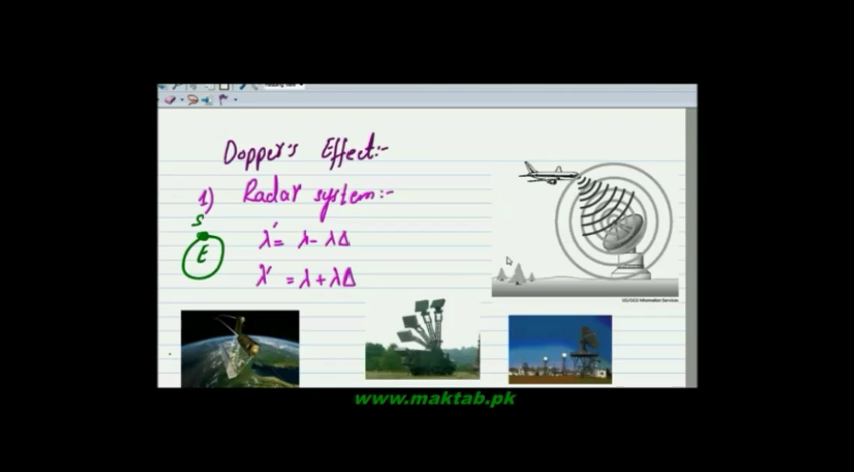 Dopper's Effect:-
1) Radar system:-
S
λ' = λ - λΔ
E
λ' = λ + λΔ
www.maktab.pk